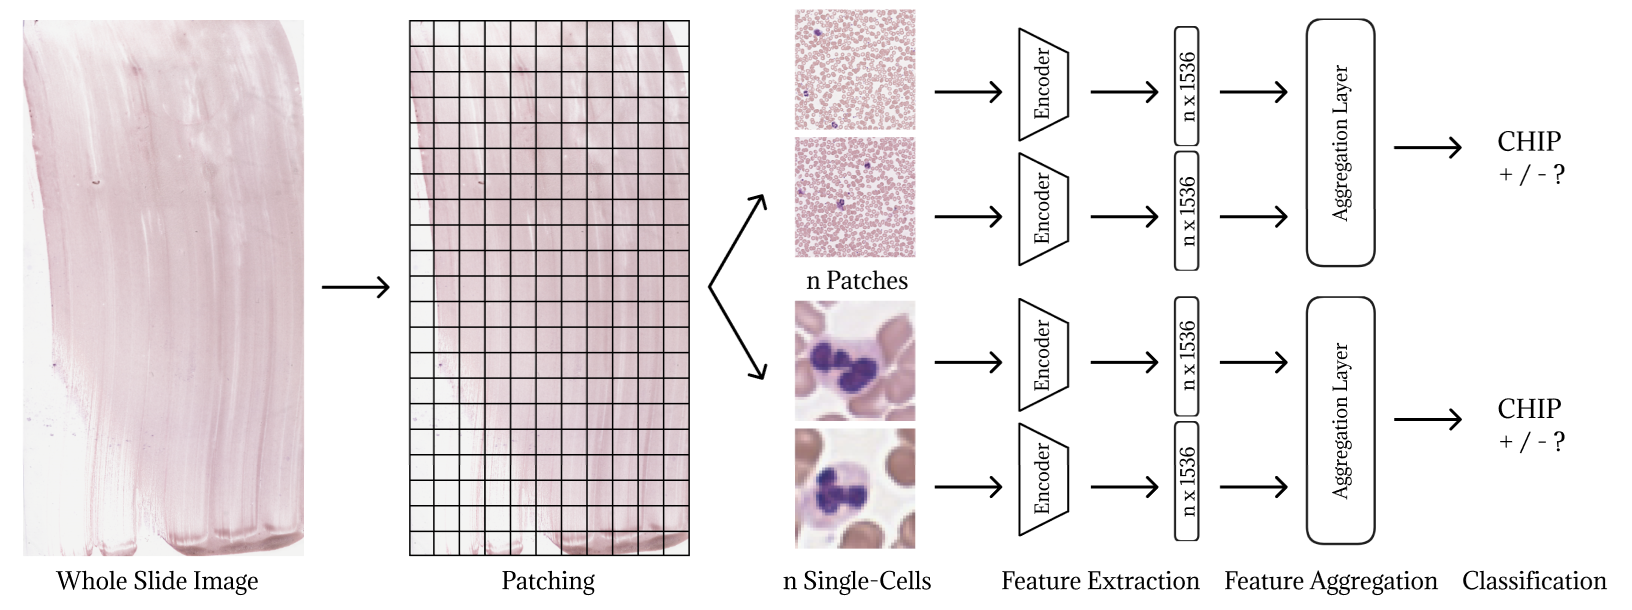 Encoder
n x 1536
Aggregation Layer
CHIP
+ / - ?
Encoder
n x 1536
n Patches
Encoder
n x 1536
Aggregation Layer
CHIP
+ / - ?
Encoder
n x 1536
Whole Slide Image
Patching
n Single-Cells
Feature Extraction
Feature Aggregation
Classification